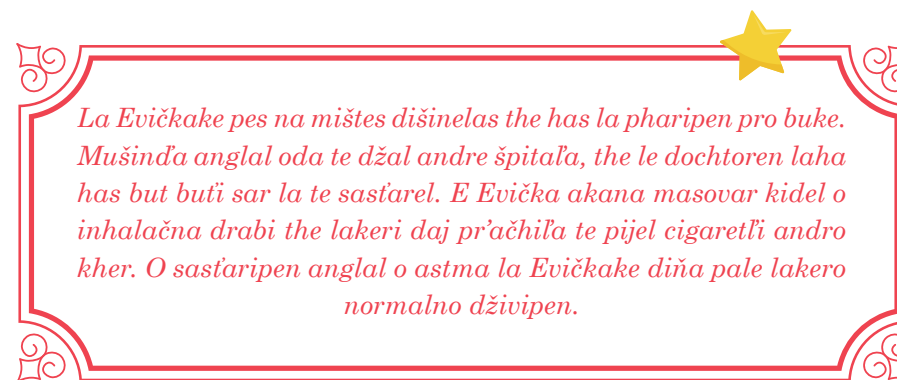 La Evičkake pes na mištes dišinelas the has la pharipen pro buke.
Mušinďa anglal oda te džal andre špitaľa, the le dochtoren laha
has but buťi sar la te sasťarel. E Evička akana masovar kidel o
inhalačna drabi the lakeri daj pr’ačhiľa te pijel cigaretľi andro
kher. O sasťaripen anglal o astma la Evičkake diňa pale lakero
normalno dživipen.